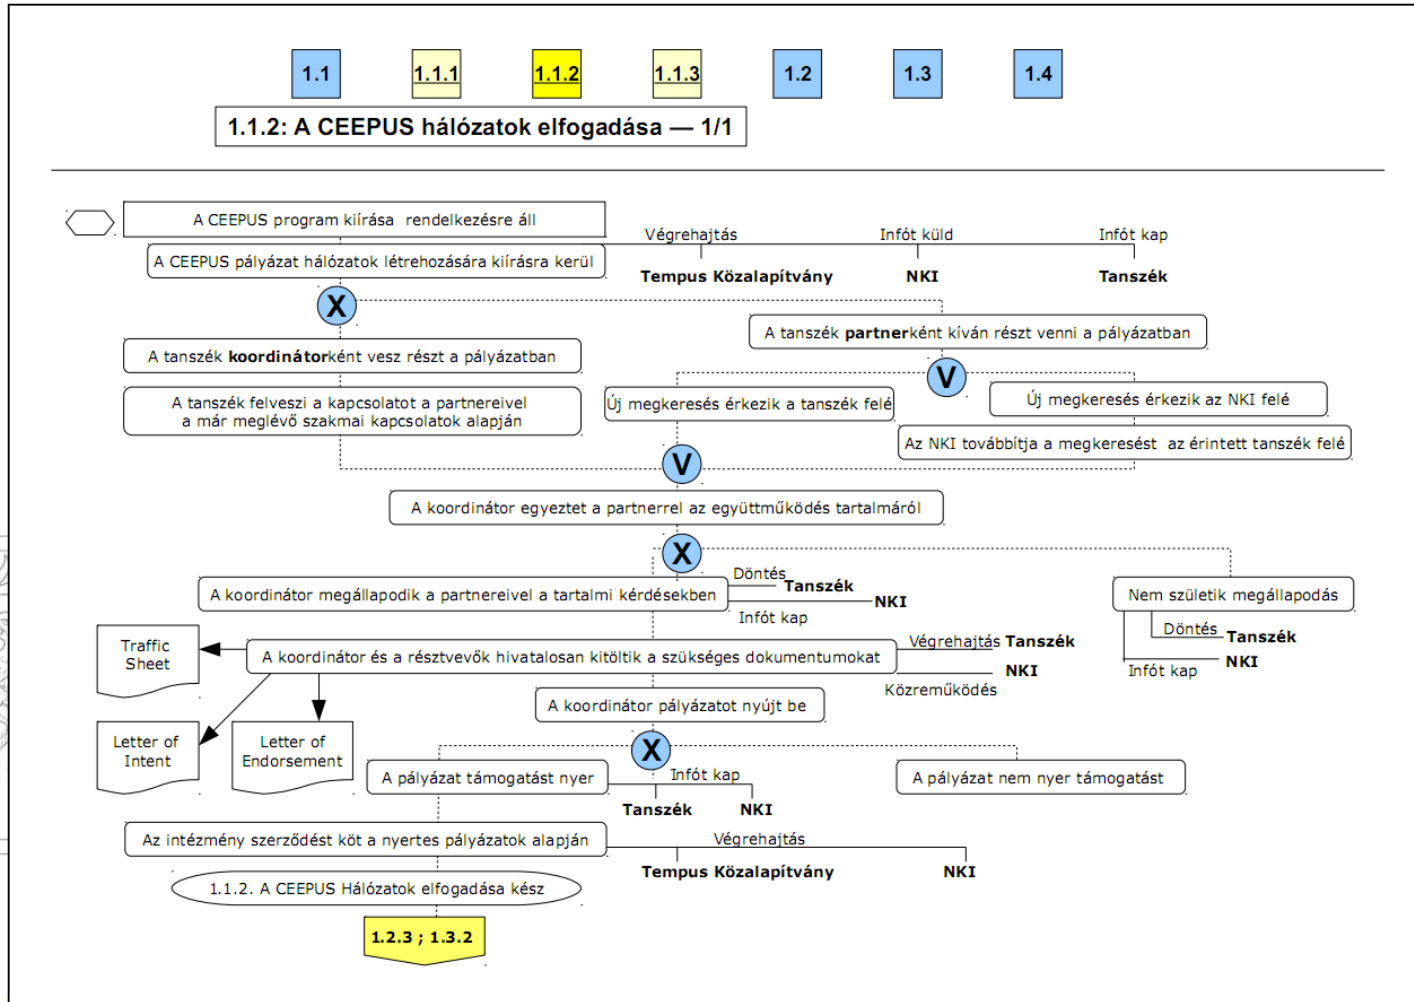 1.1
1.1.1
1.1.2
1.1.3
1.2
1.3
1.4
1.1.2: A CEEPUS hálózatok elfogadása — 1/1
A CEEPUS program kiírása rendelkezésre áll
A CEEPUS pályázat hálózatok létrehozására kiírásra kerül
Végrehajtás
Infót küld
Infót kap
Tempus Közalapítvány
NKI
Tanszék
X
A tanszék partnerként kíván részt venni a pályázatban
A tanszék koordinátorként vesz részt a pályázatban
V
A tanszék felveszi a kapcsolatot a partnereivel
a már meglévő szakmai kapcsolatok alapján
Új megkeresés érkezik a tanszék felé
Új megkeresés érkezik az NKI felé
Az NKI továbbítja a megkeresést az érintett tanszék felé
V
A koordinátor egyeztet a partnerrel az együttműködés tartalmáról
X
A koordinátor megállapodik a partnereivel a tartalmi kérdésekben
Döntés
Tanszék
NKI
Infót kap
Nem születik megállapodás
Döntés
Tanszék
NKI
Infót kap
Traffic
Sheet
A koordinátor és a résztvevők hivatalosan kitöltik a szükséges dokumentumokat
Végrehajtás
Tanszék
NKI
Közreműködés
A koordinátor pályázatot nyújt be
Letter of
Intent
Letter of
Endorsement
X
A pályázat támogatást nyer
Infót kap
Tanszék
NKI
A pályázat nem nyer támogatást
Az intézmény szerződést köt a nyertes pályázatok alapján
Végrehajtás
Tempus Közalapítvány
NKI
1.1.2. A CEEPUS Hálózatok elfogadása kész
1.2.3 ; 1.3.2